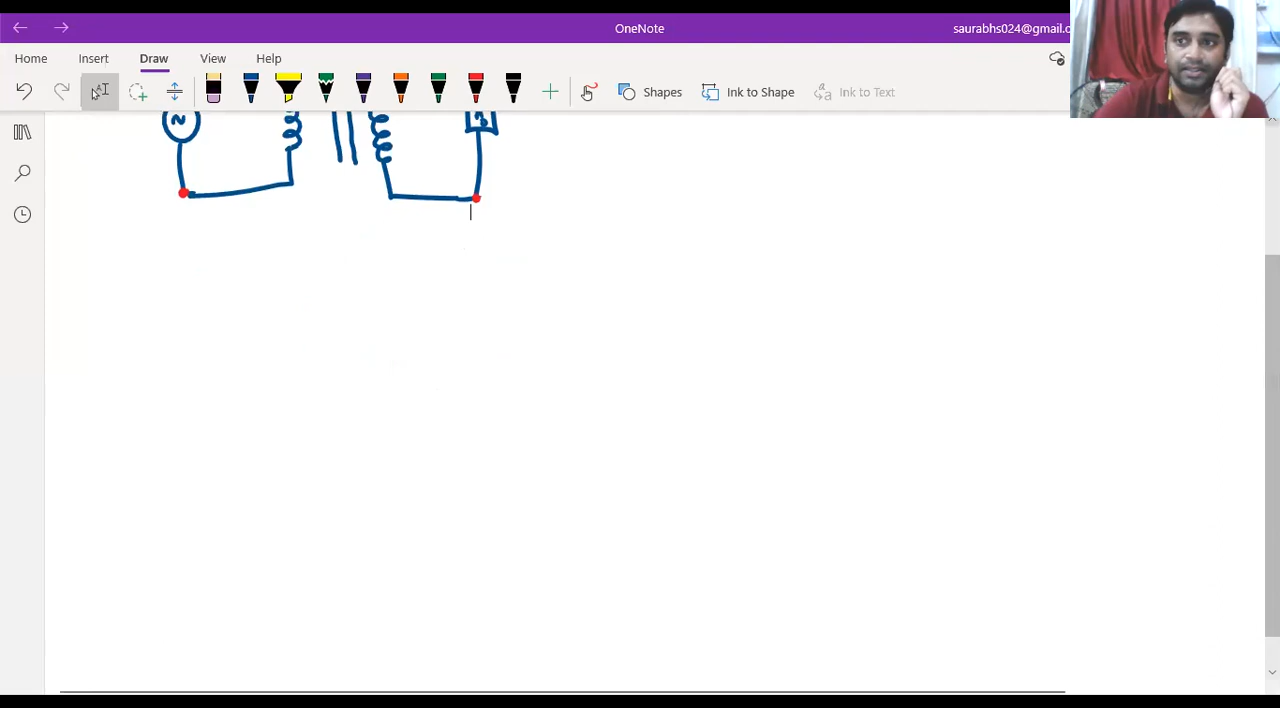 OneNote
saurabhs024@gmail.c
Home Insert Draw View Help
Shapes Ink to Shape Ink to Text
~